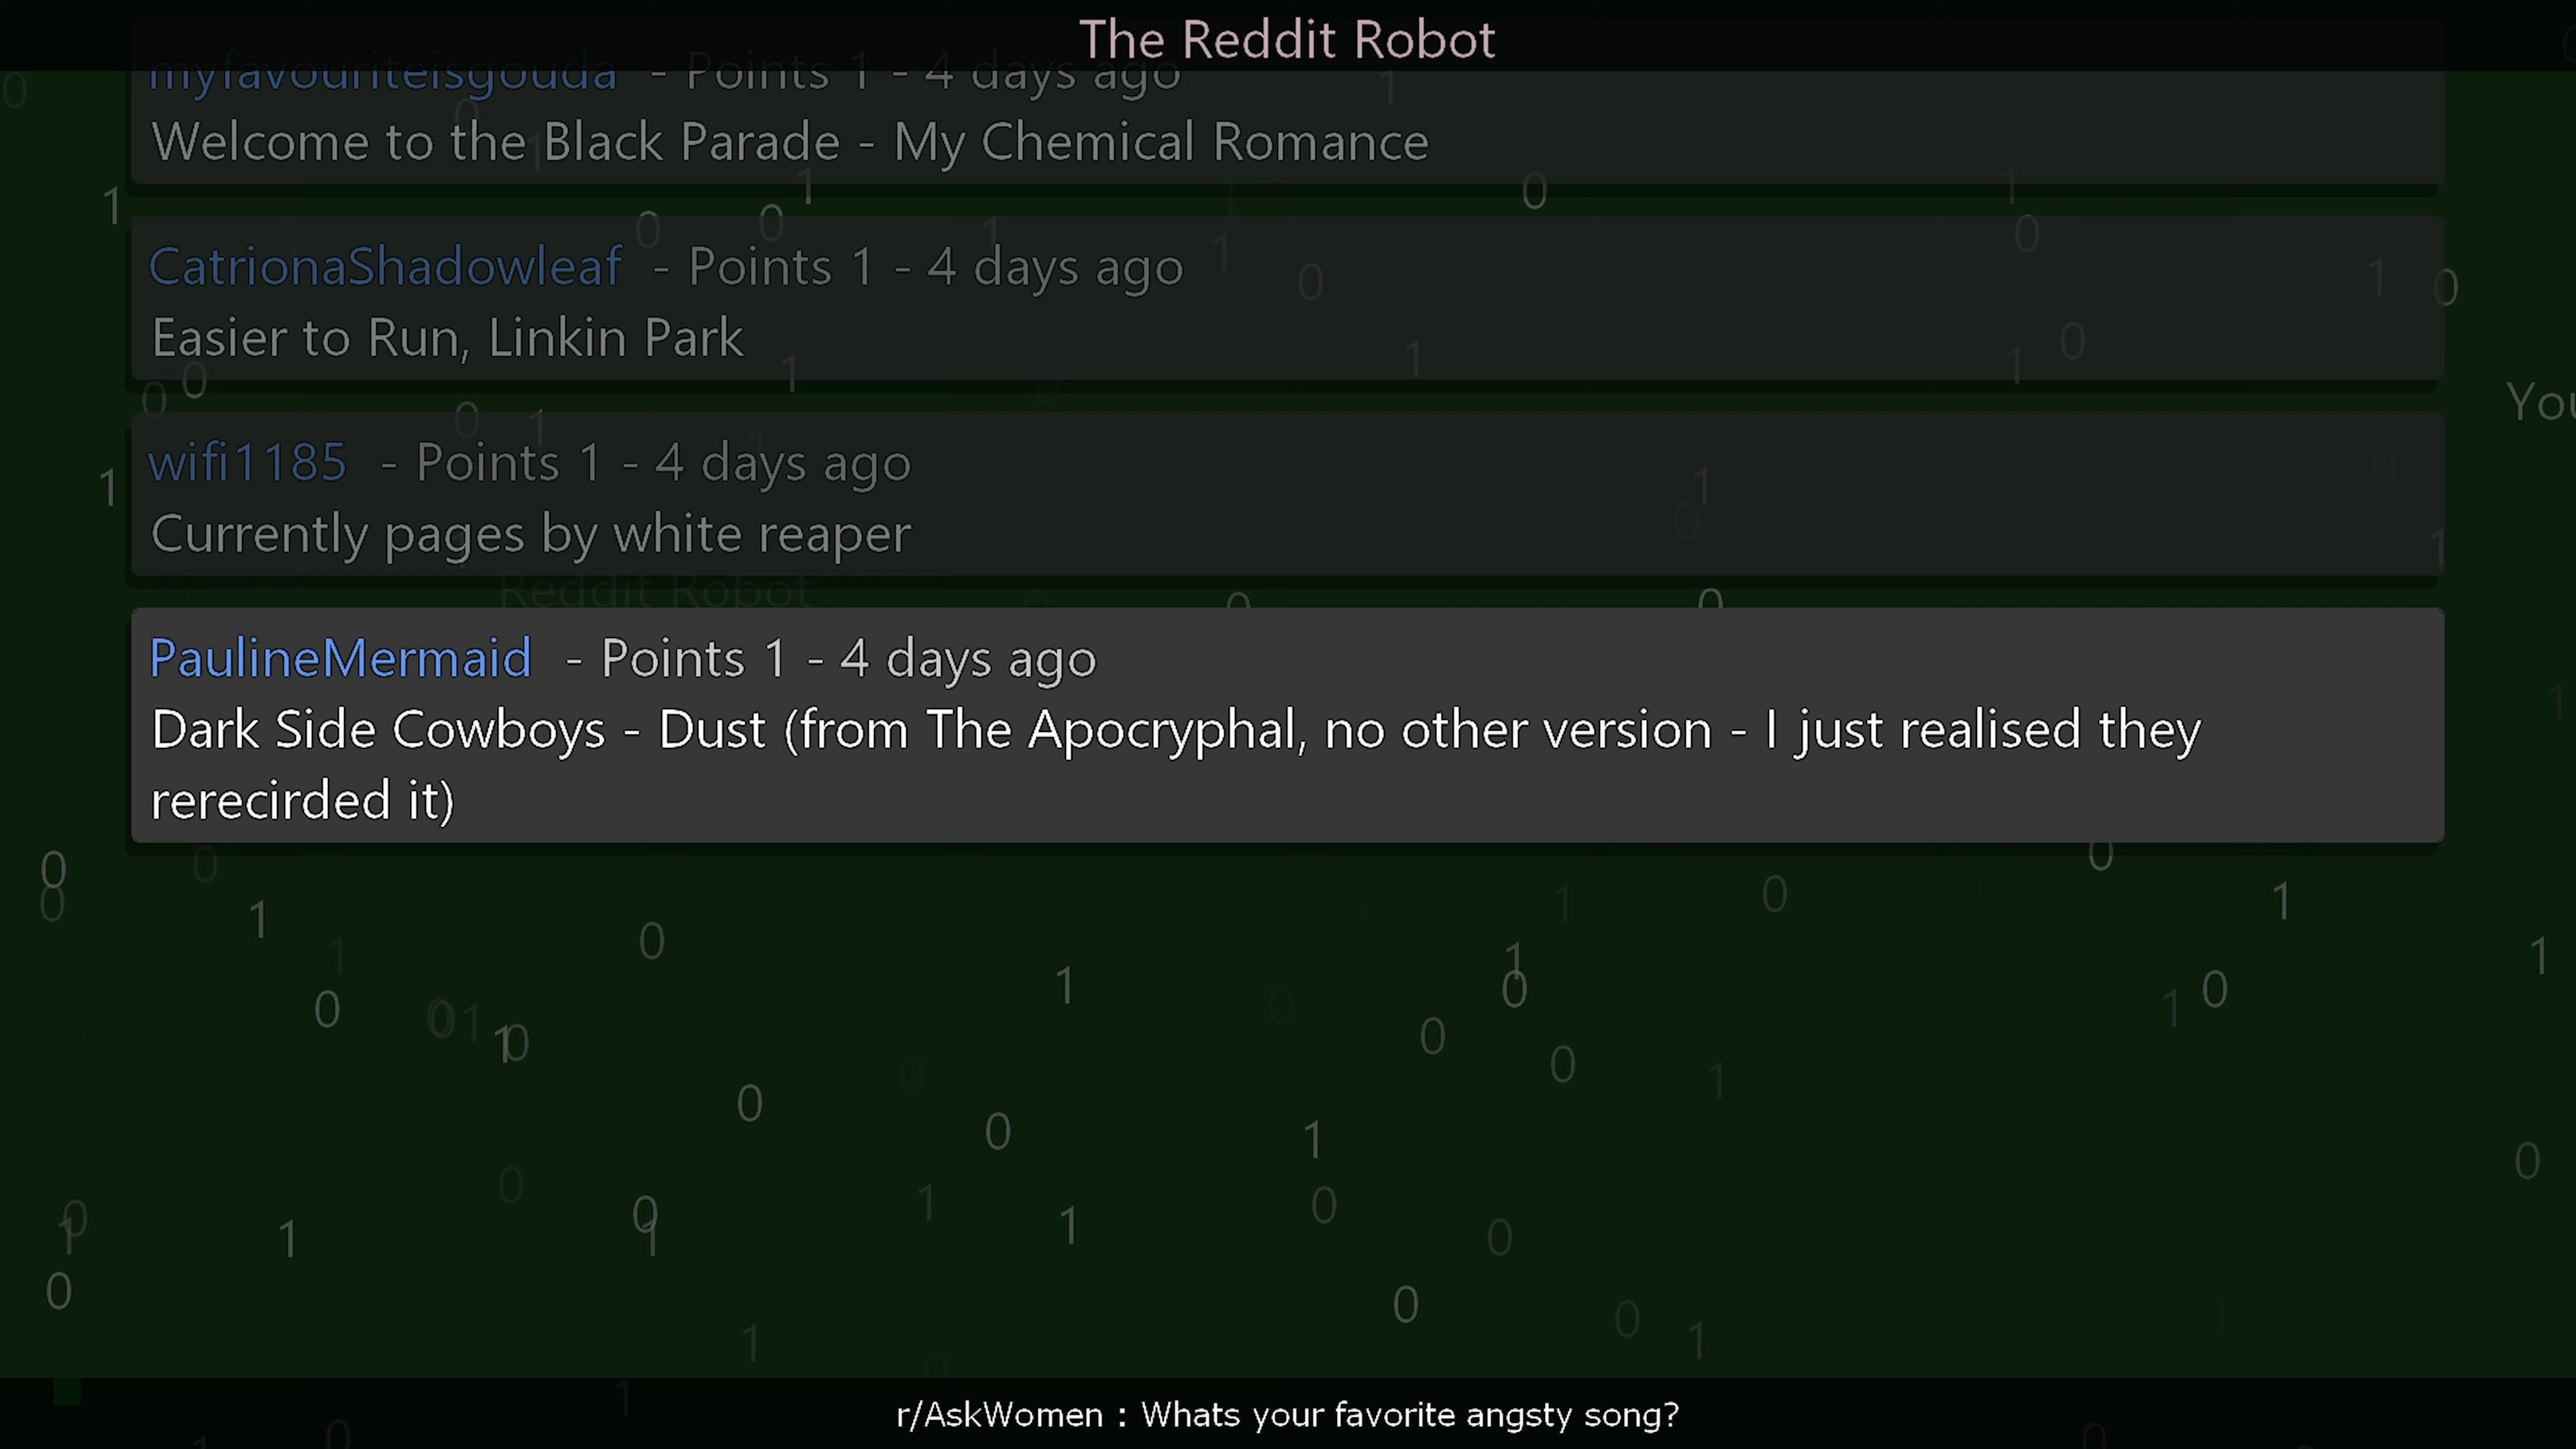 The Reddit Robot
myfavouriteisgouda - Points 1 - 4 days ago
Welcome to the Black Parade - My Chemical Romance
CatrionaShadowleaf - Points 1 - 4 days ago
Easier to Run, Linkin Park
You
wifi1185 - Points 1 - 4 days ago
Currently pages by white reaper
Reddit Robot
PaulineMermaid - Points 1 - 4 days ago
Dark Side Cowboys - Dust (from The Apocryphal, no other version - I just realised they
rerecirded it)
r/AskWomen : Whats your favorite angsty song?